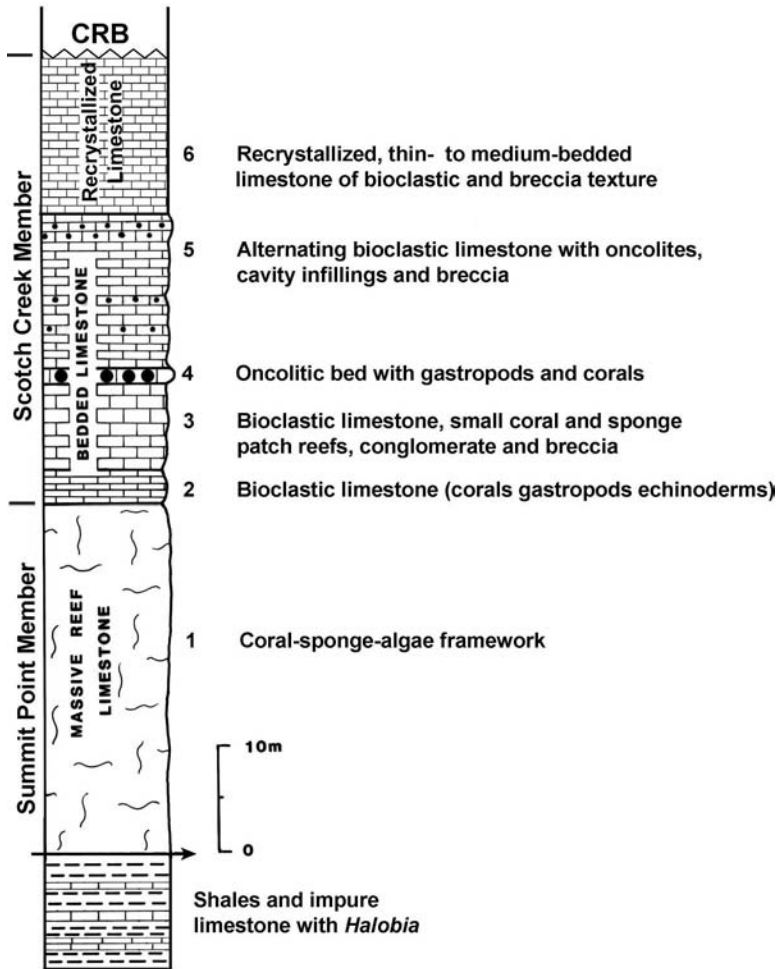 CRB
Scotch Creek Member
Recrystallized
Limestone
6 Recrystallized, thin- to medium-bedded
limestone of bioclastic and breccia texture
5 Alternating bioclastic limestone with oncolites,
cavity infillings and breccia
BEDDED LIMESTONE
4 Oncolitic bed with gastropods and corals
3 Bioclastic limestone, small coral and sponge
patch reefs, conglomerate and breccia
2 Bioclastic limestone (corals gastropods echinoderms)
Summit Point Member
MASSIVE REEF
LIMESTONE
1 Coral-sponge-algae framework
10m
0
Shales and impure
limestone with Halobia